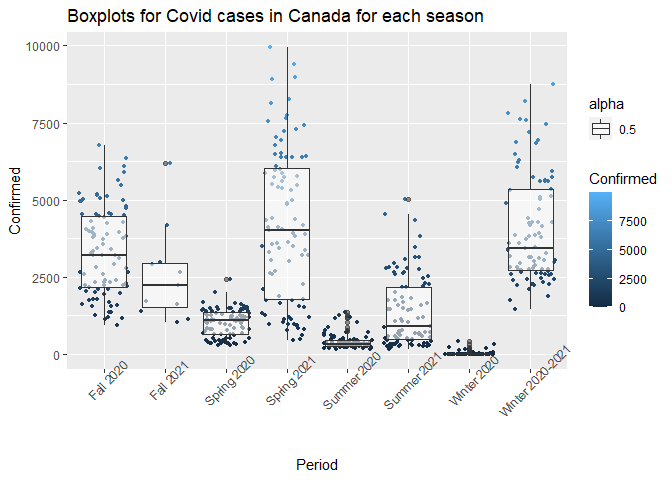 Boxplots for Covid cases in Canada for each season
10000
7500
5000
2500
0
Confirmed
Fall 2020
Fall 2021
Spring 2020
Spring 2021
Summer 2020
Summer 2021
Winter 2020
Winter 2020-2021
Period
alpha
0.5
Confirmed
7500
5000
2500
0